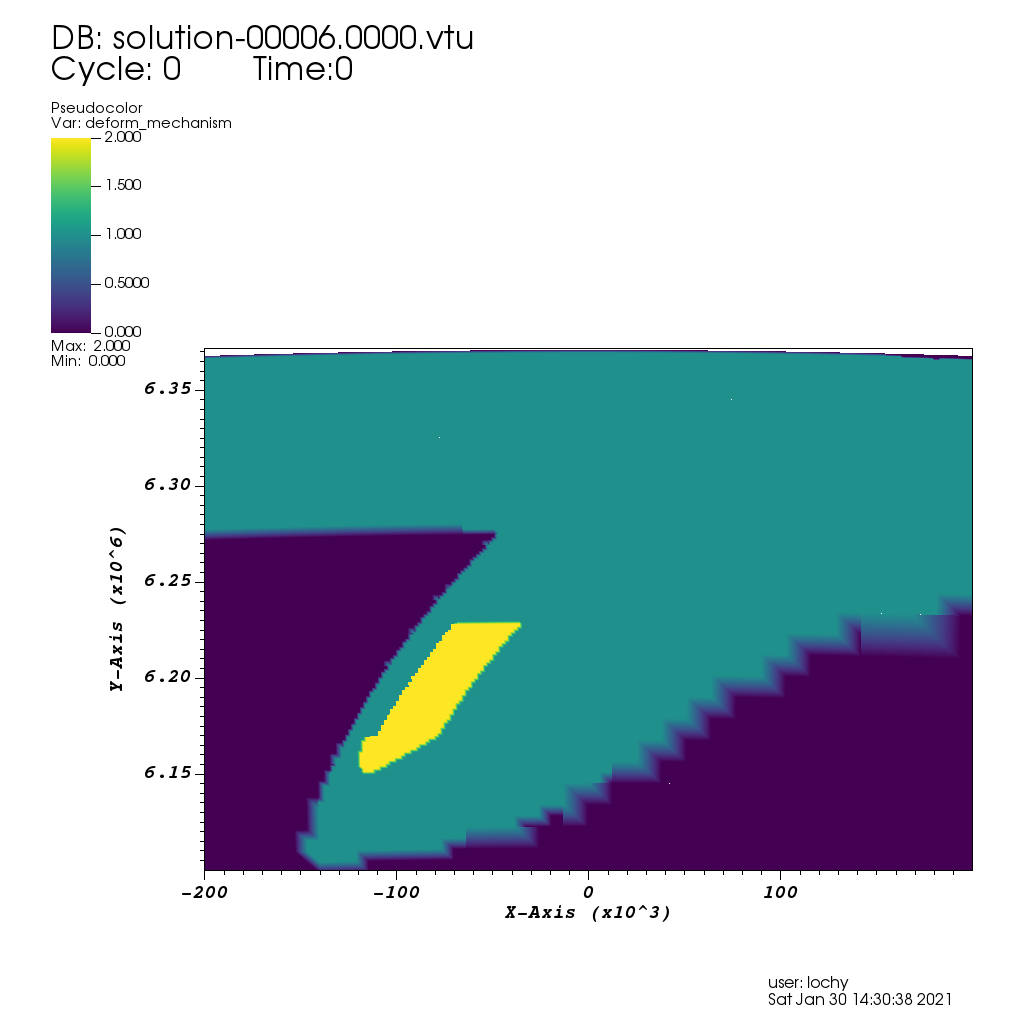 DB: solution-00006.0000.vtu
Cycle: 0 Time:0
Pseudocolor
Var: deform_mechanism
2.000
1.500
1.000
0.5000
0.000
Max: 2.000
Min: 0.000
6.35
6.30
6.25
6.20
6.15
Y-Axis (x10^6)
-200 -100 0 100
X-Axis (x10^3)
user: lochy
Sat Jan 30 14:30:38 2021